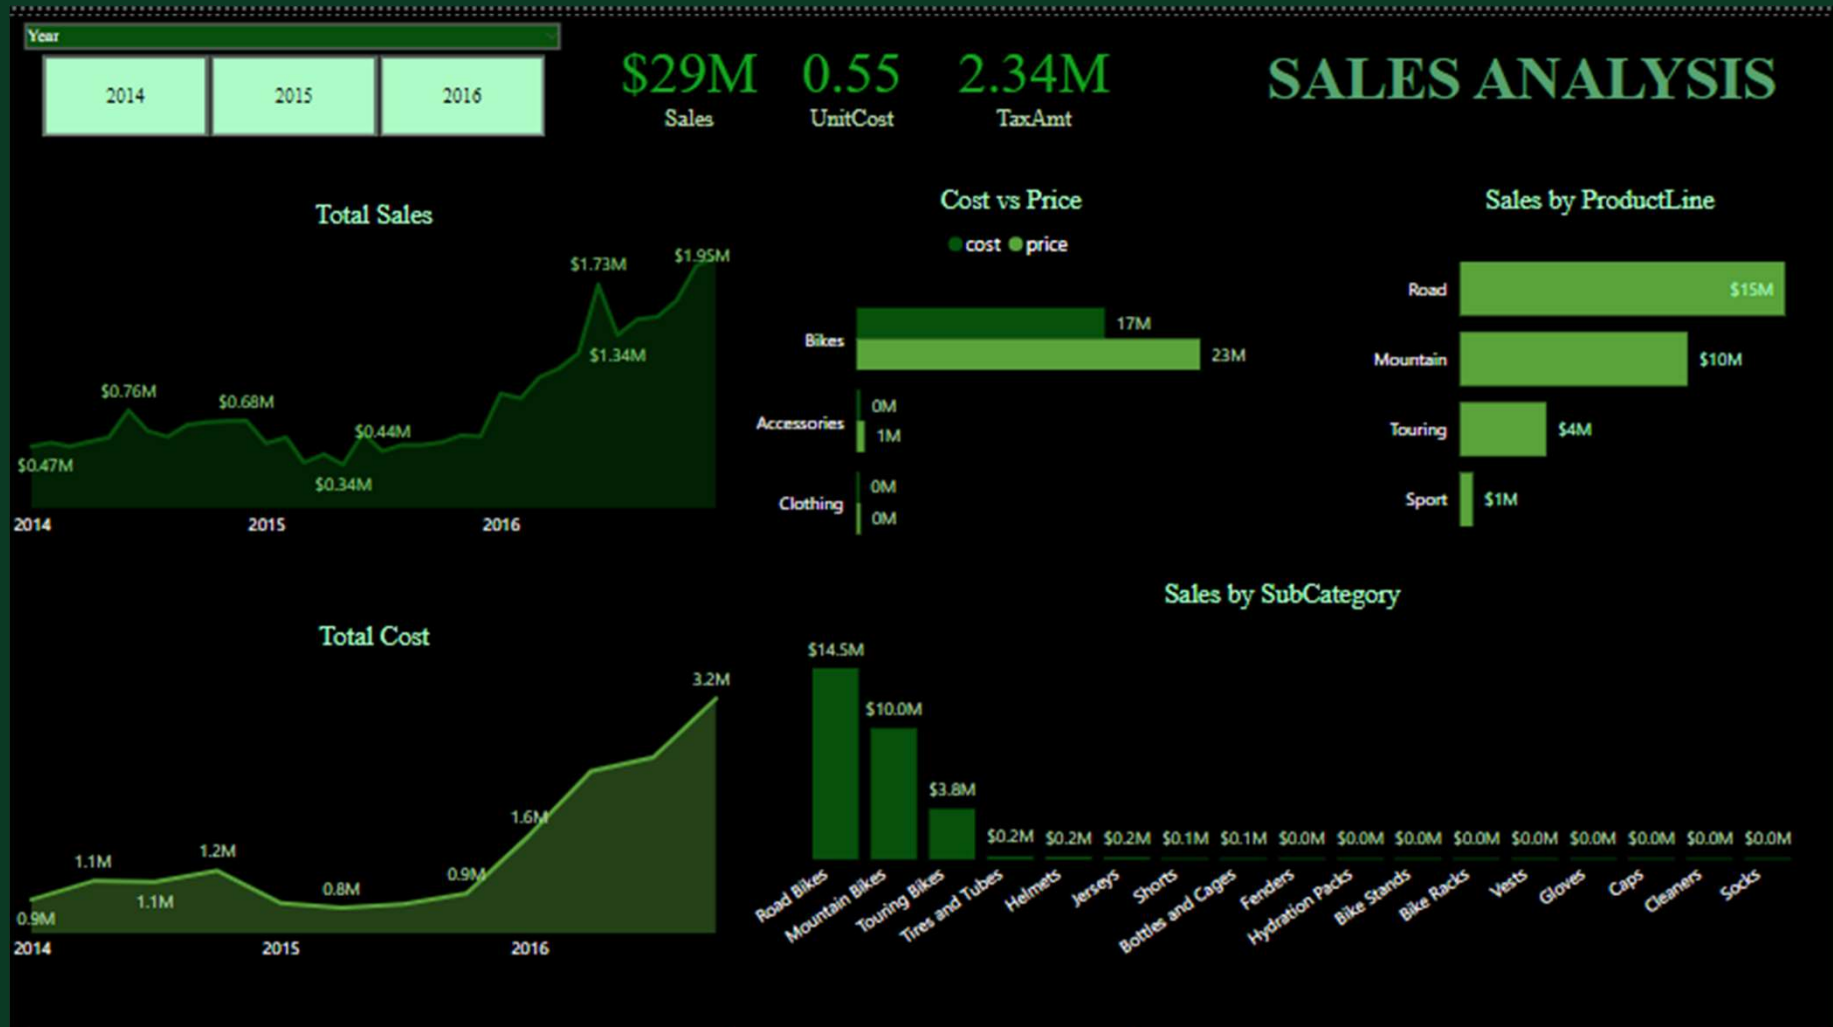 Year
2014 2015 2016
$29M 0.55 2.34M
Sales UnitCost TaxAmt
SALES ANALYSIS
Total Sales
$0.47M
$0.76M
$0.68M
$0.34M
$0.44M
$1.73M
$1.34M
$1.95M
2014 2015 2016
Cost vs Price
cost price
Bikes 17M
23M
Accessories 0M
1M
Clothing 0M
0M
Sales by ProductLine
Road $15M
Mountain $10M
Touring $4M
Sport $1M
Total Cost
0.9M
1.1M
1.1M
1.2M
0.8M
0.9M
1.6M
3.2M
2014 2015 2016
Sales by SubCategory
$14.5M $10.0M $3.8M $0.2M $0.2M $0.2M $0.1M $0.1M $0.0M $0.0M $0.0M $0.0M $0.0M $0.0M $0.0M $0.0M $0.0M
Road Bikes
Mountain Bikes
Touring Bikes
Tires and Tubes
Helmets
Jerseys
Shorts
Bottles and Cages
Fenders
Hydration Packs
Bike Stands
Bike Racks
Vests
Gloves
Caps
Cleaners
Socks